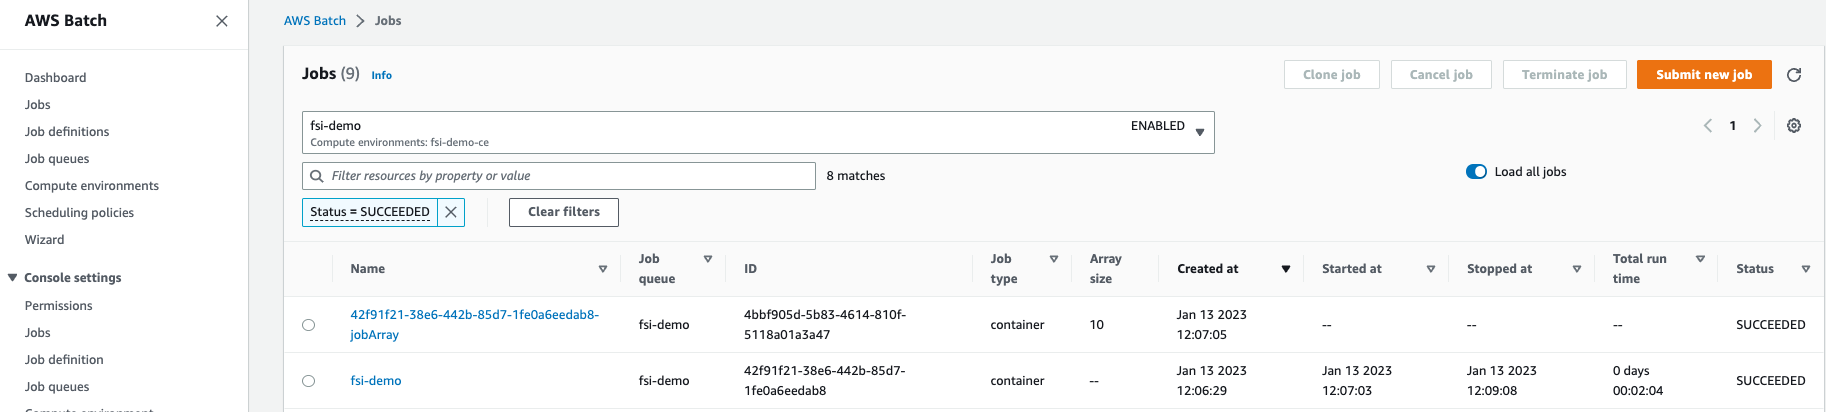 AWS Batch
Dashboard
Jobs
Job definitions
Job queues
Compute environments
Scheduling policies
Wizard
Console settings
Permissions
Jobs
Job definition
Job queues
Compute environment
AWS Batch > Jobs
Jobs (9) Info
Clone job
Cancel job
Terminate job
Submit new job
fsi-demo
ENABLED
Compute environments: fsi-demo-ce
1
Filter resources by property or value
8 matches
Load all jobs
Status = SUCCEEDED
Clear filters
Name
Job
queue
ID
Job
type
Array
size
Created at
Started at
Stopped at
Total run
time
Status
42f91f21-38e6-442b-85d7-1fe0a6eedab8-
jobArray
fsi-demo
4bbf905d-5b83-4614-810f-
5118a01a3a47
container
10
Jan 13 2023
12:07:05
--
--
--
SUCCEEDED
fsi-demo
fsi-demo
42f91f21-38e6-442b-85d7-
1fe0a6eedab8
container
--
Jan 13 2023
12:06:29
Jan 13 2023
12:07:03
Jan 13 2023
12:09:08
0 days
00:02:04
SUCCEEDED